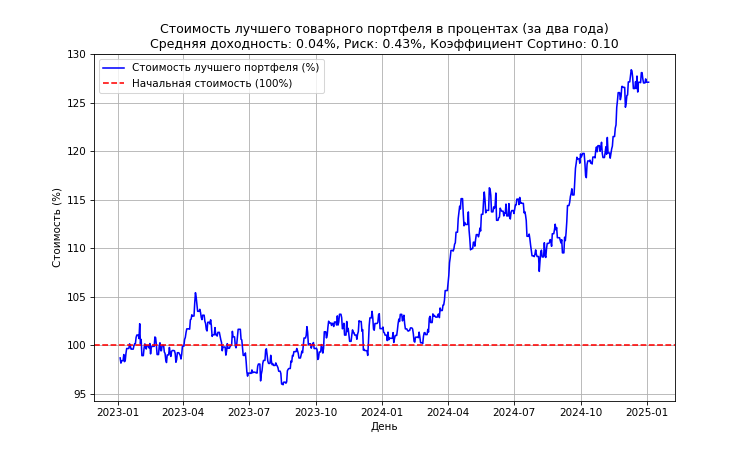 Стоимость лучшего товарного портфеля в процентах (за два года)
Средняя доходность: 0.04%, Риск: 0.43%, Коэффициент Сортино: 0.10
Стоимость лучшего портфеля (%)
Начальная стоимость (100%)
Стоимость (%)
130
125
120
115
110
105
100
95
2023-01 2023-04 2023-07 2023-10 2024-01 2024-04 2024-07 2024-10 2025-01
День